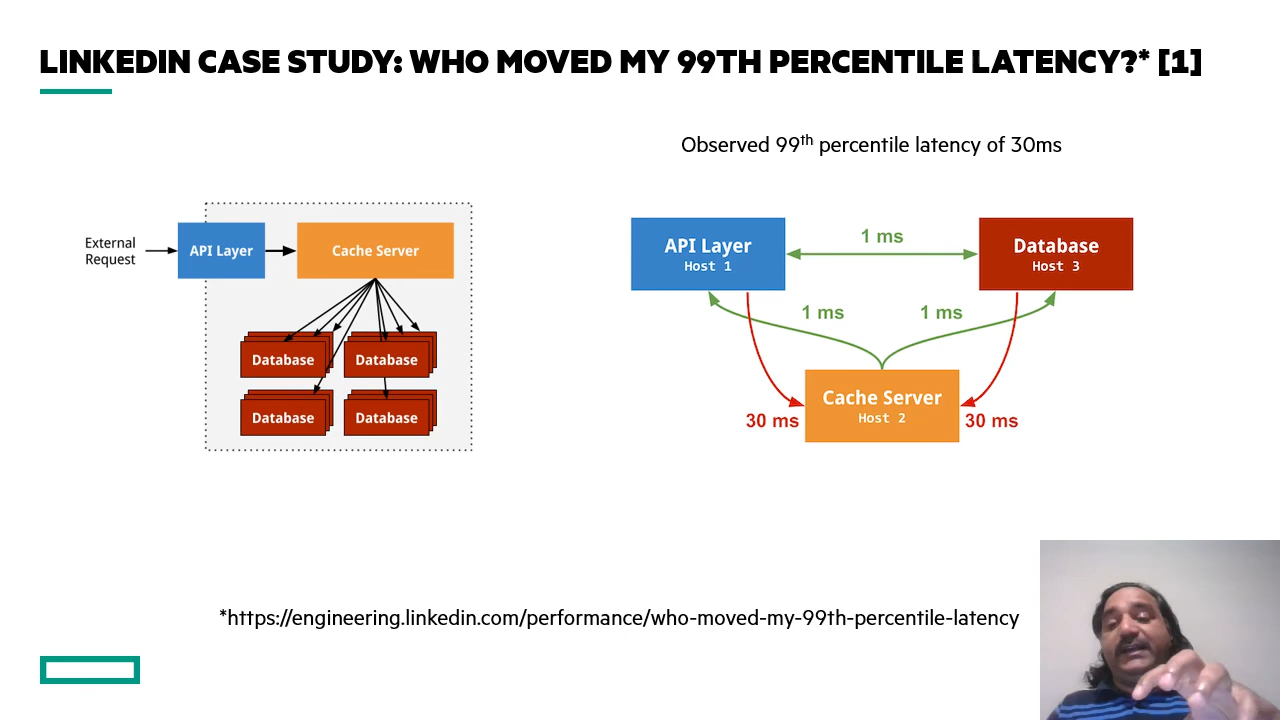 LINKEDIN CASE STUDY: WHO MOVED MY 99TH PERCENTILE LATENCY?* [1]
Observed 99th percentile latency of 30ms
External
Request
API Layer
Cache Server
Database
Database
Database
Database
API Layer
Host 1
1 ms
Database
Host 3
1 ms
1 ms
Cache Server
Host 2
30 ms
30 ms
*https://engineering.linkedin.com/performance/who-moved-my-99th-percentile-latency